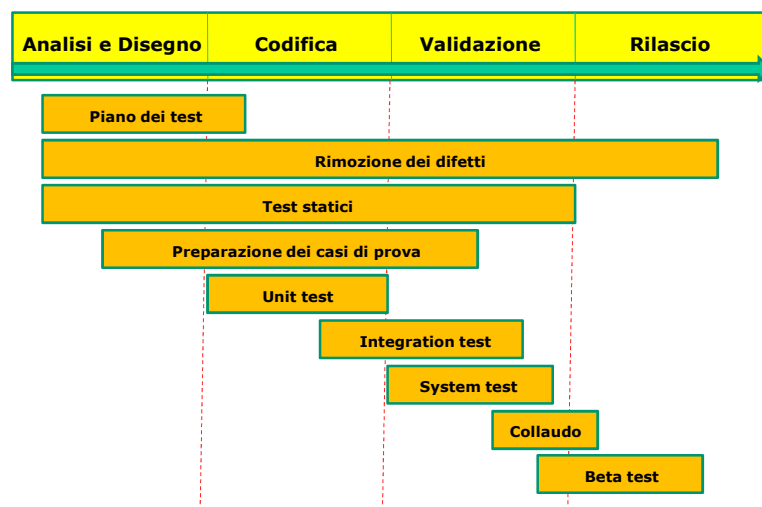 Analisi e Disegno Codifica Validazione Rilascio
Piano dei test
Rimozione dei difetti
Test statici
Preparazione dei casi di prova
Unit test
Integration test
System test
Collaudo
Beta test